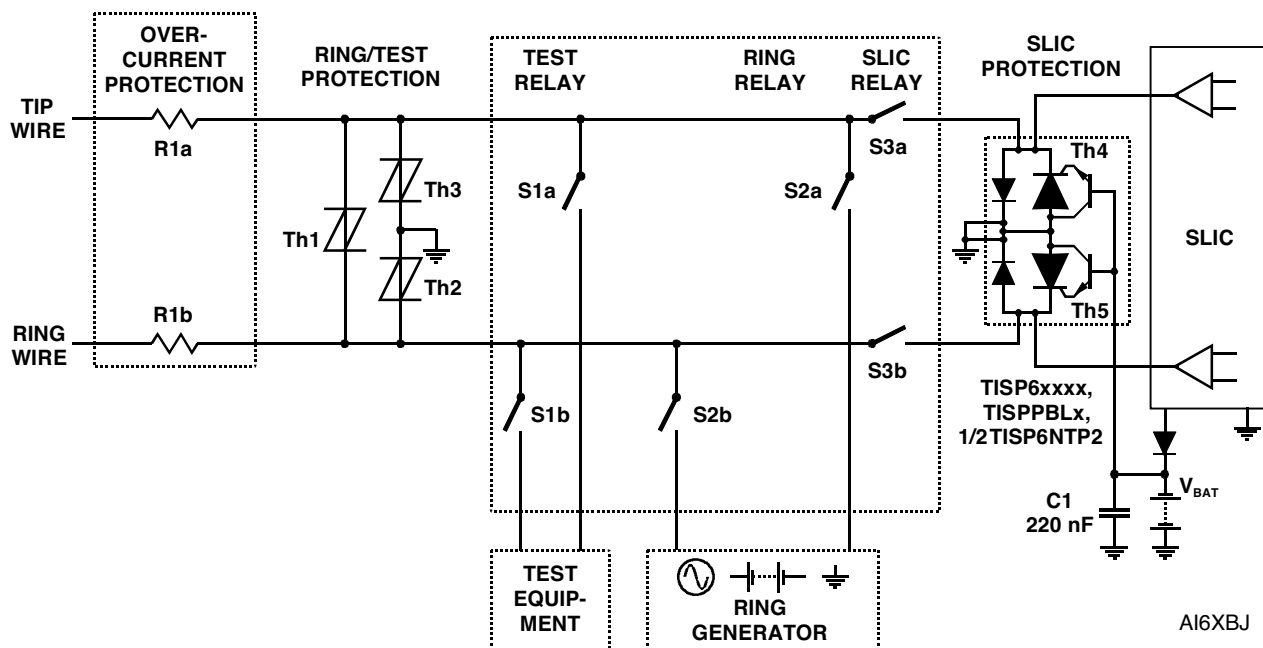 OVER-
CURRENT
PROTECTION
RING/TEST
PROTECTION
TEST
RELAY
RING
RELAY
SLIC
RELAY
SLIC
PROTECTION
TIP
WIRE
R1a
S3a
Th4
Th3
S1a
S2a
Th1
SLIC
Th2
Th5
R1b
RING
WIRE
S3b
S1b
S2b
TISP6xxxx,
TISPPBLx,
1/2TISP6NTP2
C1
220 nF
VBAT
TEST
EQUIP-
MENT
RING
GENERATOR
AI6XBJ